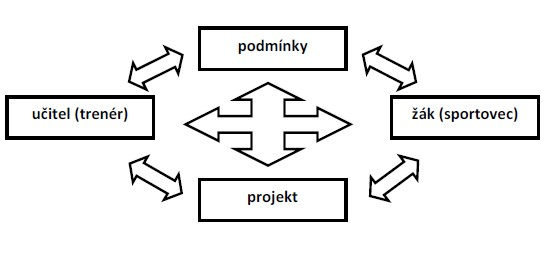 podmínky
učitel (trenér)
žák (sportovec)
projekt